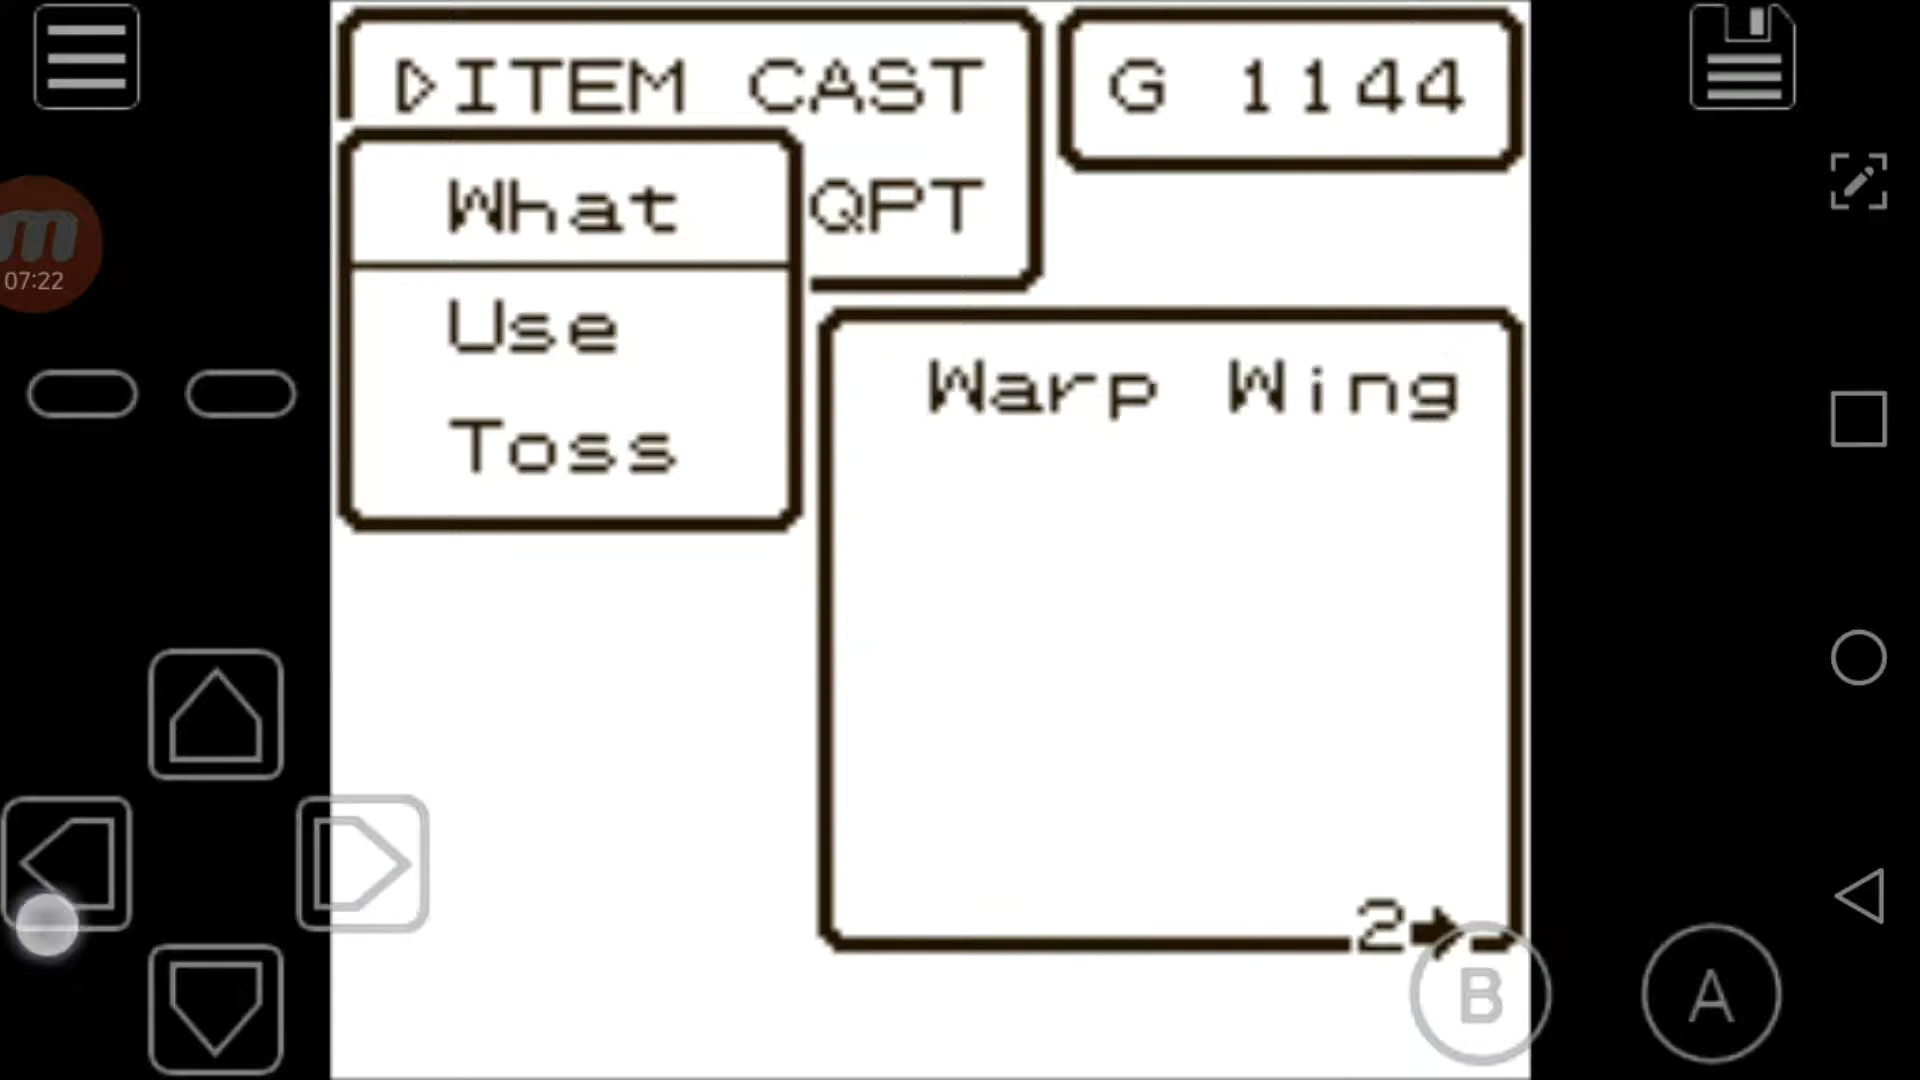 ▷ITEM CAST
G 1144
What
QPT
07:22
Use
Warp Wing
Toss
2➡
B
A